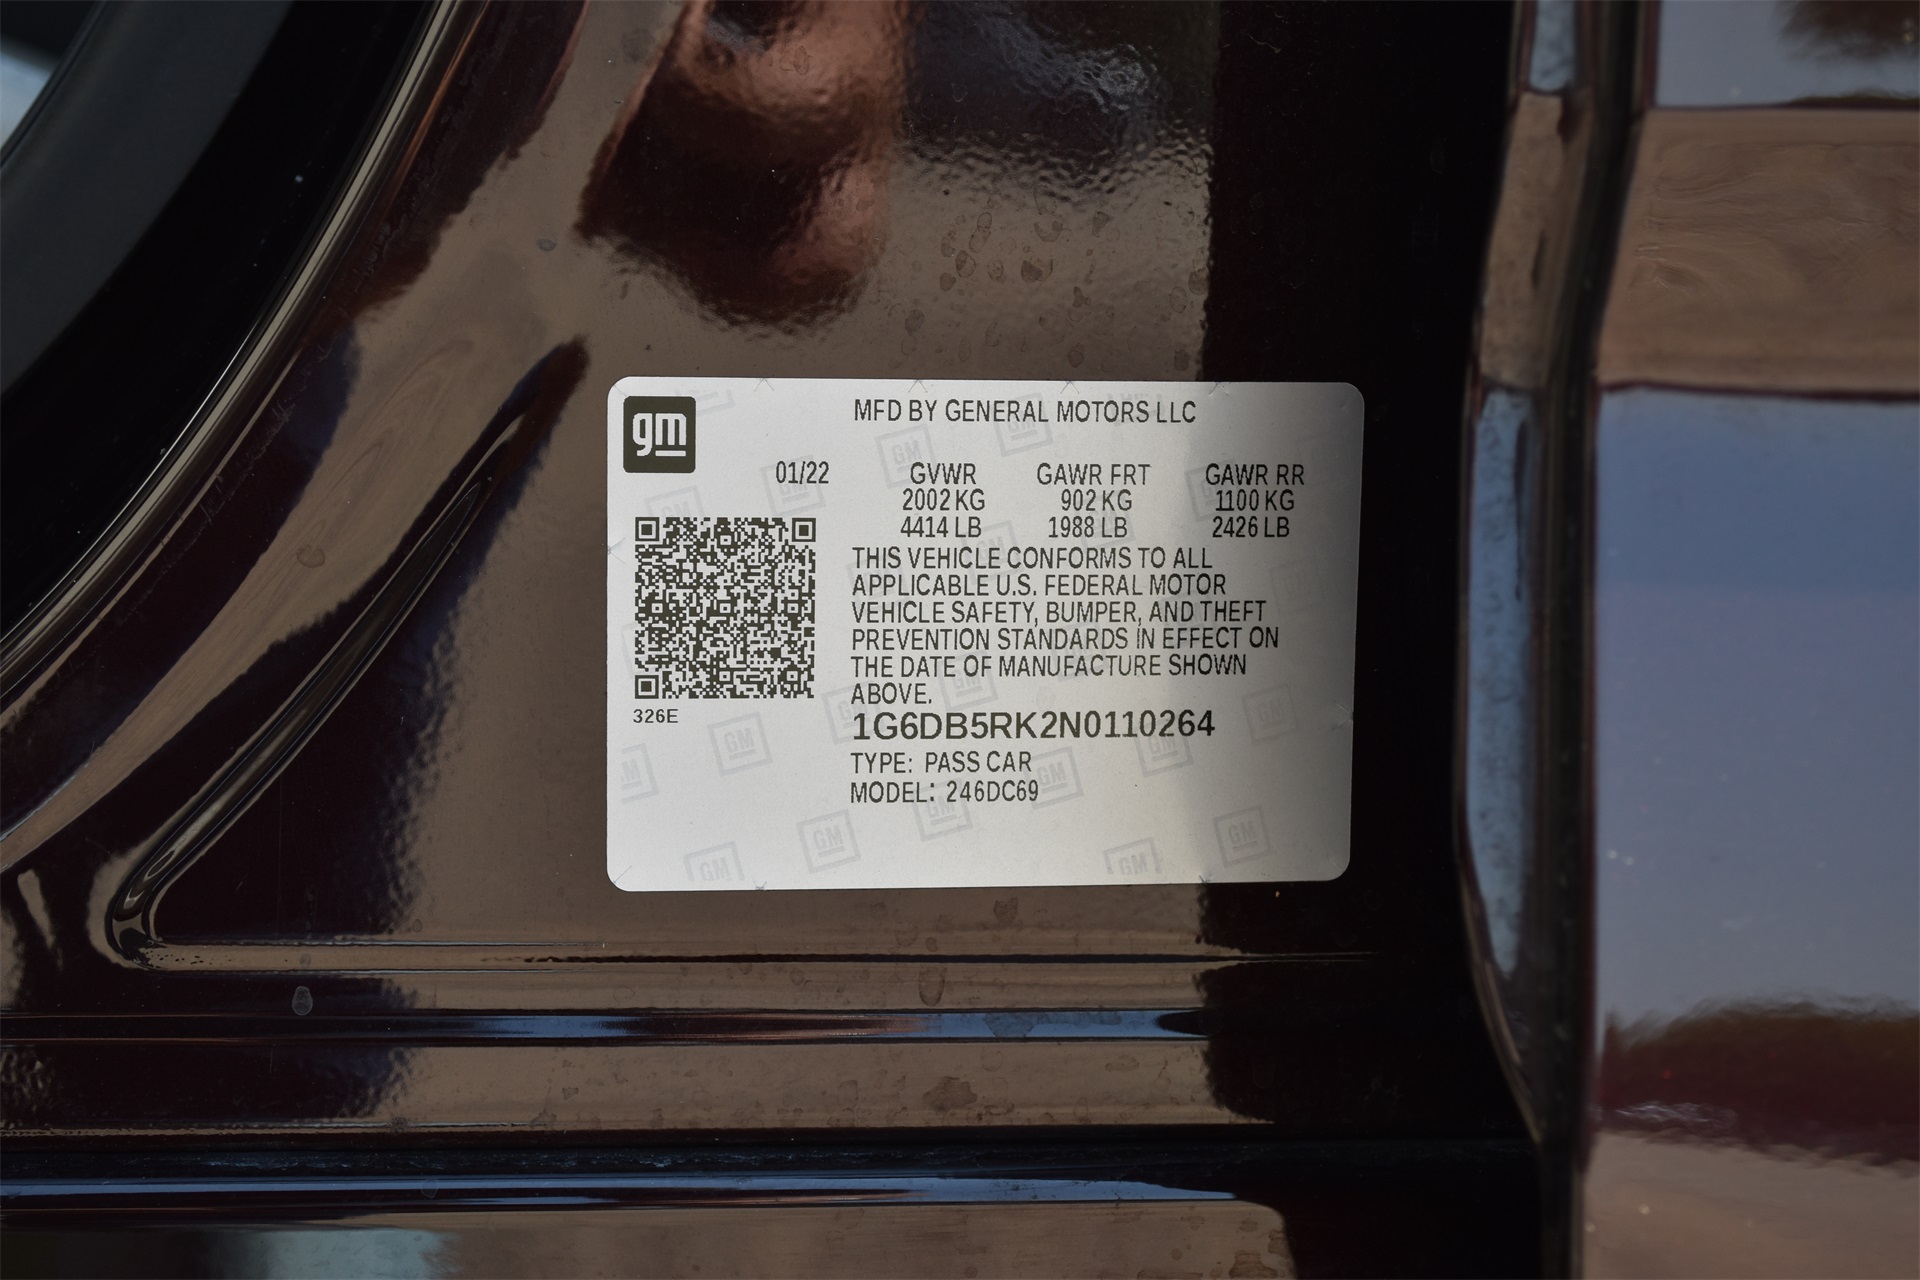 gm
MFD BY GENERAL MOTORS LLC
01/22 GVWR GAWR FRT GAWR RR
2002 KG 902 KG 1100 KG
4414 LB 1988 LB 2426 LB
THIS VEHICLE CONFORMS TO ALL
APPLICABLE U.S. FEDERAL MOTOR
VEHICLE SAFETY, BUMPER, AND THEFT
PREVENTION STANDARDS IN EFFECT ON
THE DATE OF MANUFACTURE SHOWN
ABOVE.
326E
1G6DB5RK2N0110264
TYPE: PASS CAR
MODEL: 246DC69